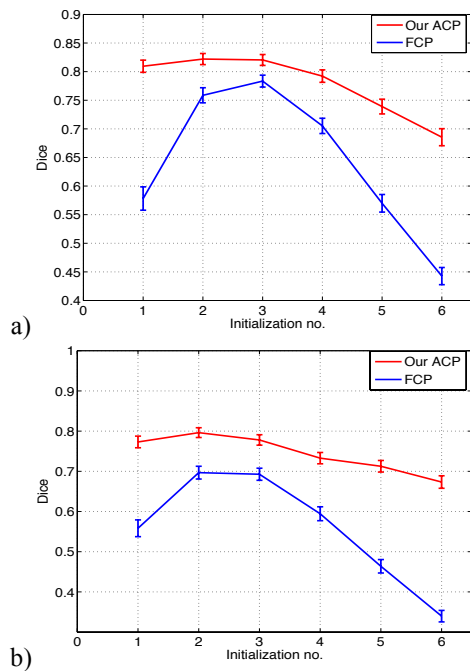 0.9
Our ACP
FCP
0.85
0.8
0.75
0.7
Dice
0.65
0.6
0.55
0.5
0.45
0.4
0 1 2 3 4 5 6
Initialization no.
a)
1
Our ACP
FCP
0.9
0.8
0.7
Dice
0.6
0.5
0.4
0 1 2 3 4 5 6
Initialization no.
b)